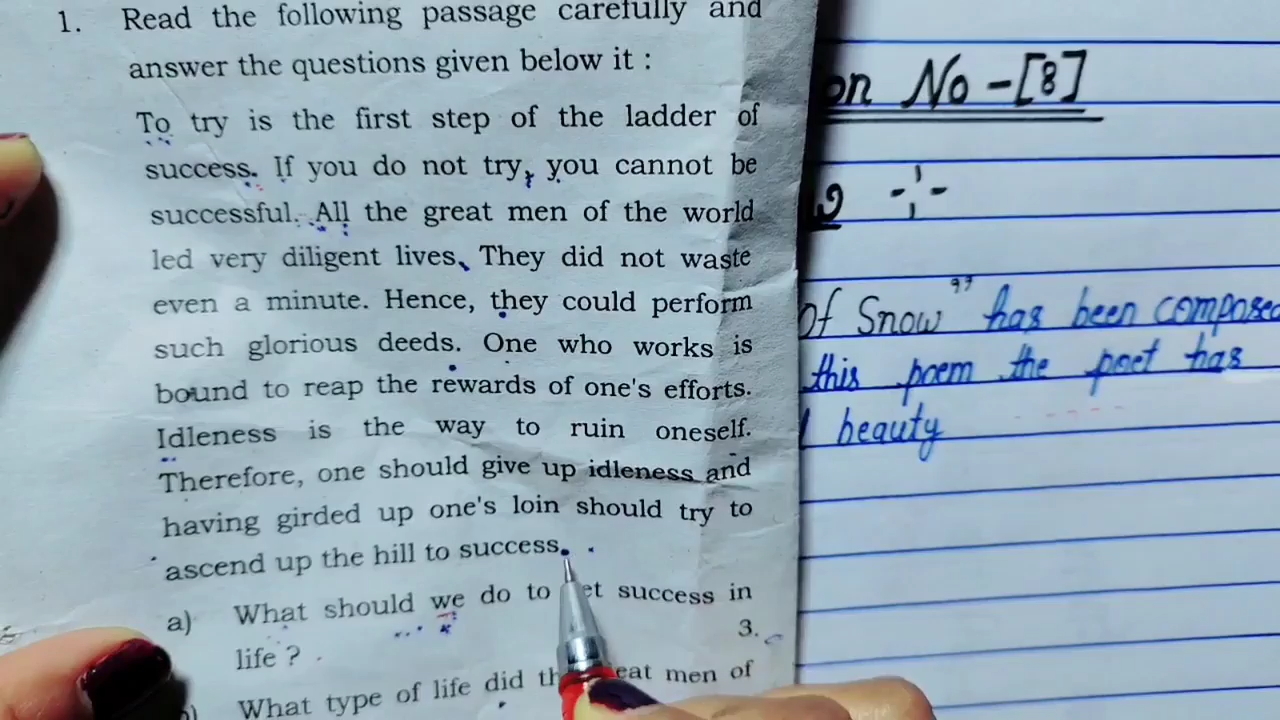 1. Read the following passage carefully and
answer the questions given below it :
To try is the first step of the ladder of
success. If you do not try, you cannot be
successful. All the great men of the world
led very diligent lives. They did not waste
even a minute. Hence, they could perform
such glorious deeds. One who works is
bound to reap the rewards of one's efforts.
Idleness is the way to ruin oneself.
Therefore, one should give up idleness and
having girded up one's loin should try to
ascend up the hill to success.
a) What should we do to get success in
life ?
3.
What type of life did the great men of
on No - [8]
of Snow" has been composed
this poem the poet has
beauty